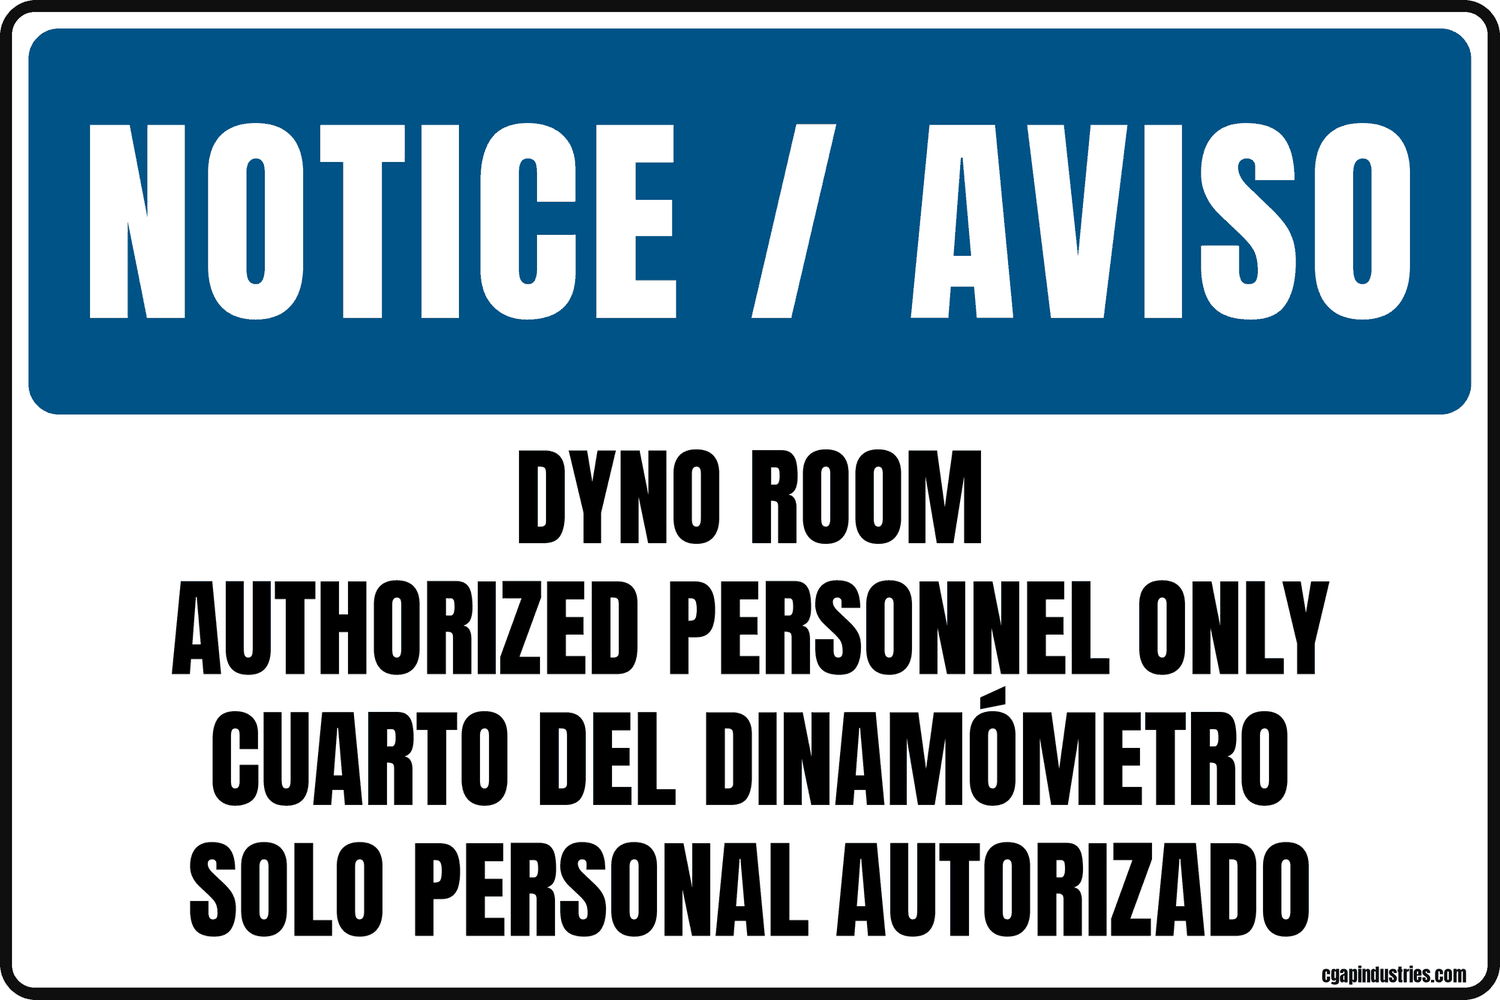 NOTICE / AVISO
DYNO ROOM
AUTHORIZED PERSONNEL ONLY
CUARTO DEL DINAMÓMETRO
SOLO PERSONAL AUTORIZADO
cgapindustries.com